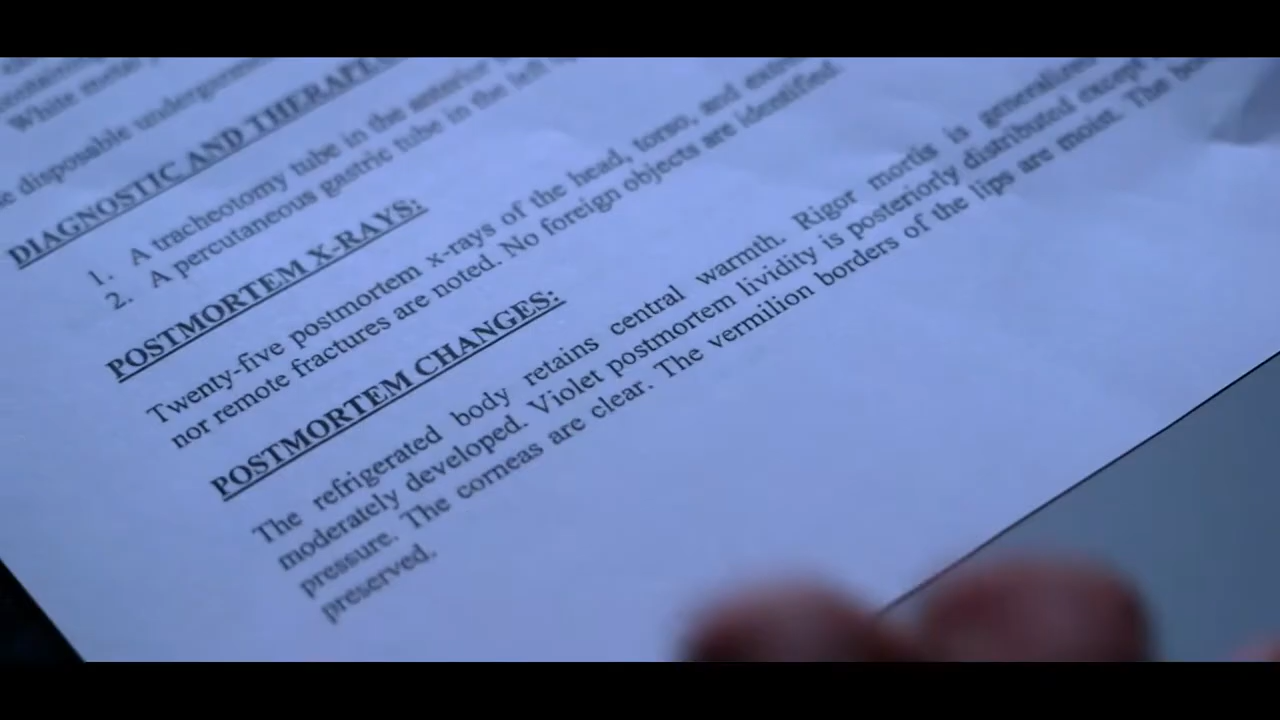 White metal
disposable undergarment
DIAGNOSTIC AND THERAPEU
1. A tracheotomy tube in the anterior
2. A percutaneous gastric tube in the left
POSTMORTEM X-RAYS:
Twenty-five postmortem x-rays of the head, torso, and extre
nor remote fractures are noted. No foreign objects are identified.
POSTMORTEM CHANGES:
The refrigerated body retains central warmth. Rigor mortis is generalized
moderately developed. Violet postmortem lividity is posteriorly distributed except
pressure. The corneas are clear. The vermilion borders of the lips are moist. The
preserved.